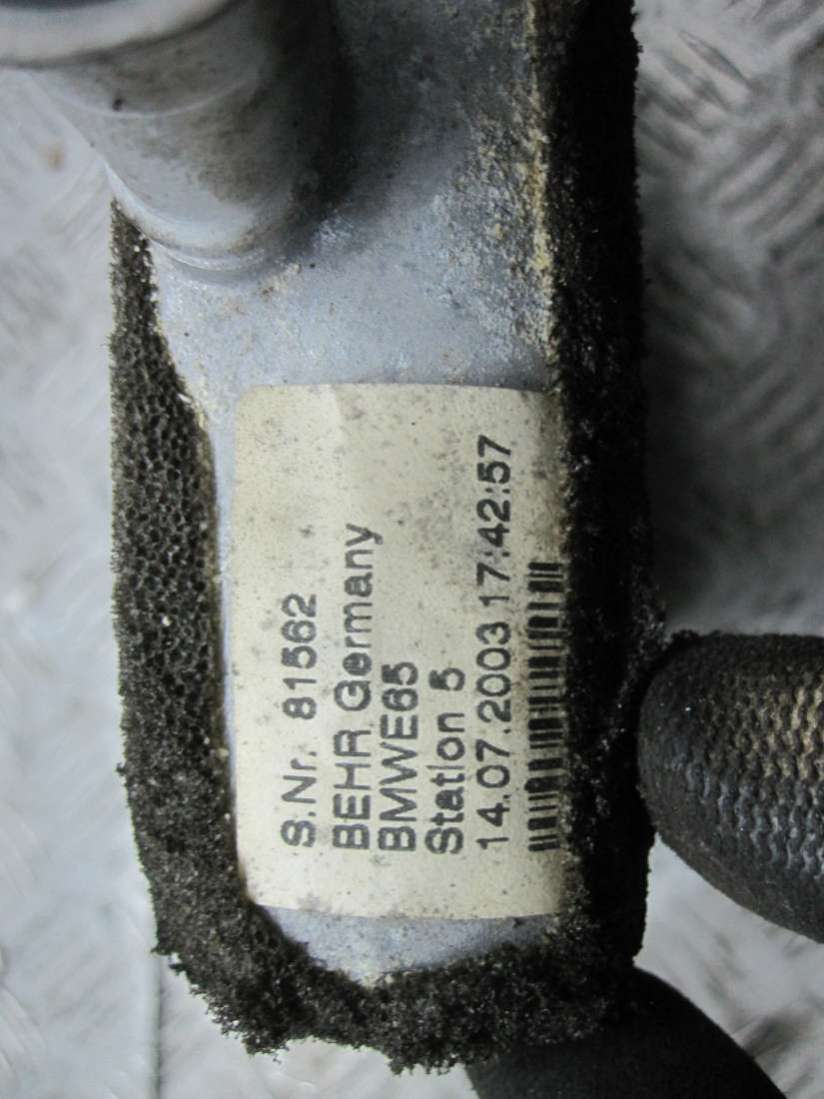 S.Nr. 81562
BEHR Germany
BMWE65
Station 5
14.07.2003 17:42:57